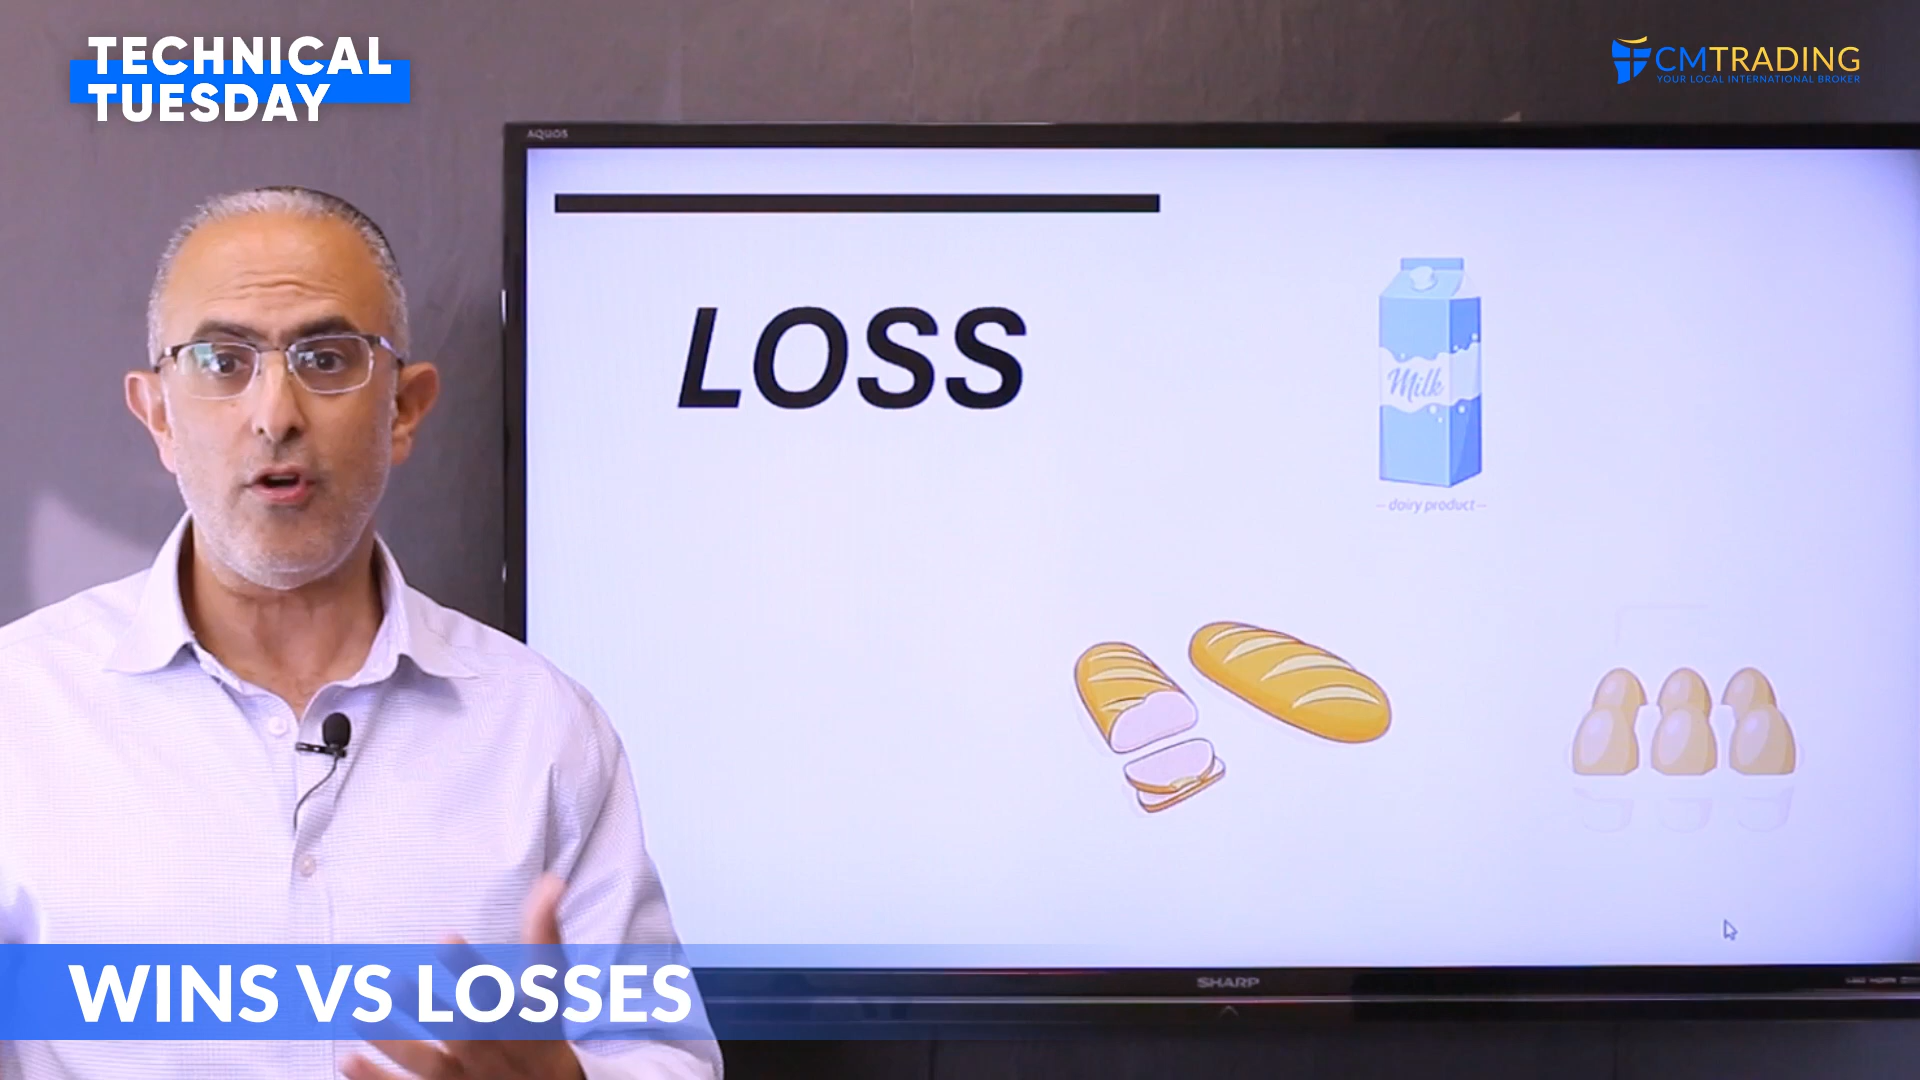 TECHNICAL
TUESDAY
CMTRADING
YOUR LOCAL INTERNATIONAL BROKER
AQUOS
LOSS
Milk
—dairy product—
SHARP
WINS VS LOSSES